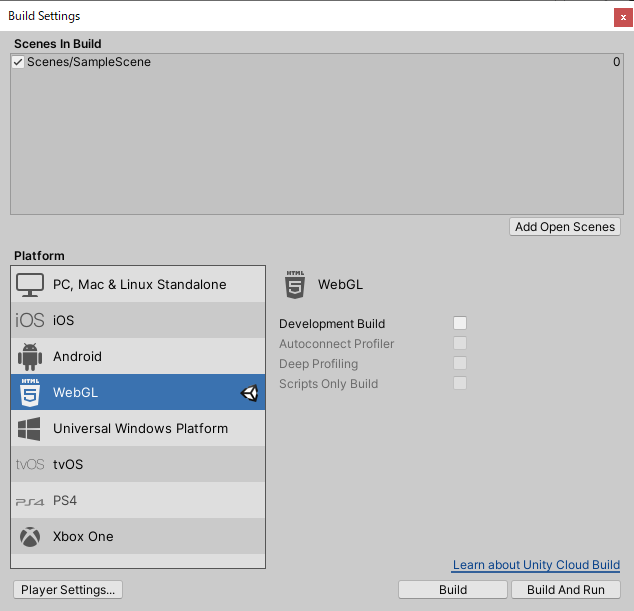 Build Settings
x
Scenes In Build
Scenes/SampleScene 0
Add Open Scenes
Platform
PC, Mac & Linux Standalone
iOS iOS
Android
HTML 5 WebGL
Universal Windows Platform
tvOS tvOS
PS4 PS4
Xbox One
HTML 5 WebGL
Development Build
Autoconnect Profiler
Deep Profiling
Scripts Only Build
Learn about Unity Cloud Build
Player Settings...
Build
Build And Run